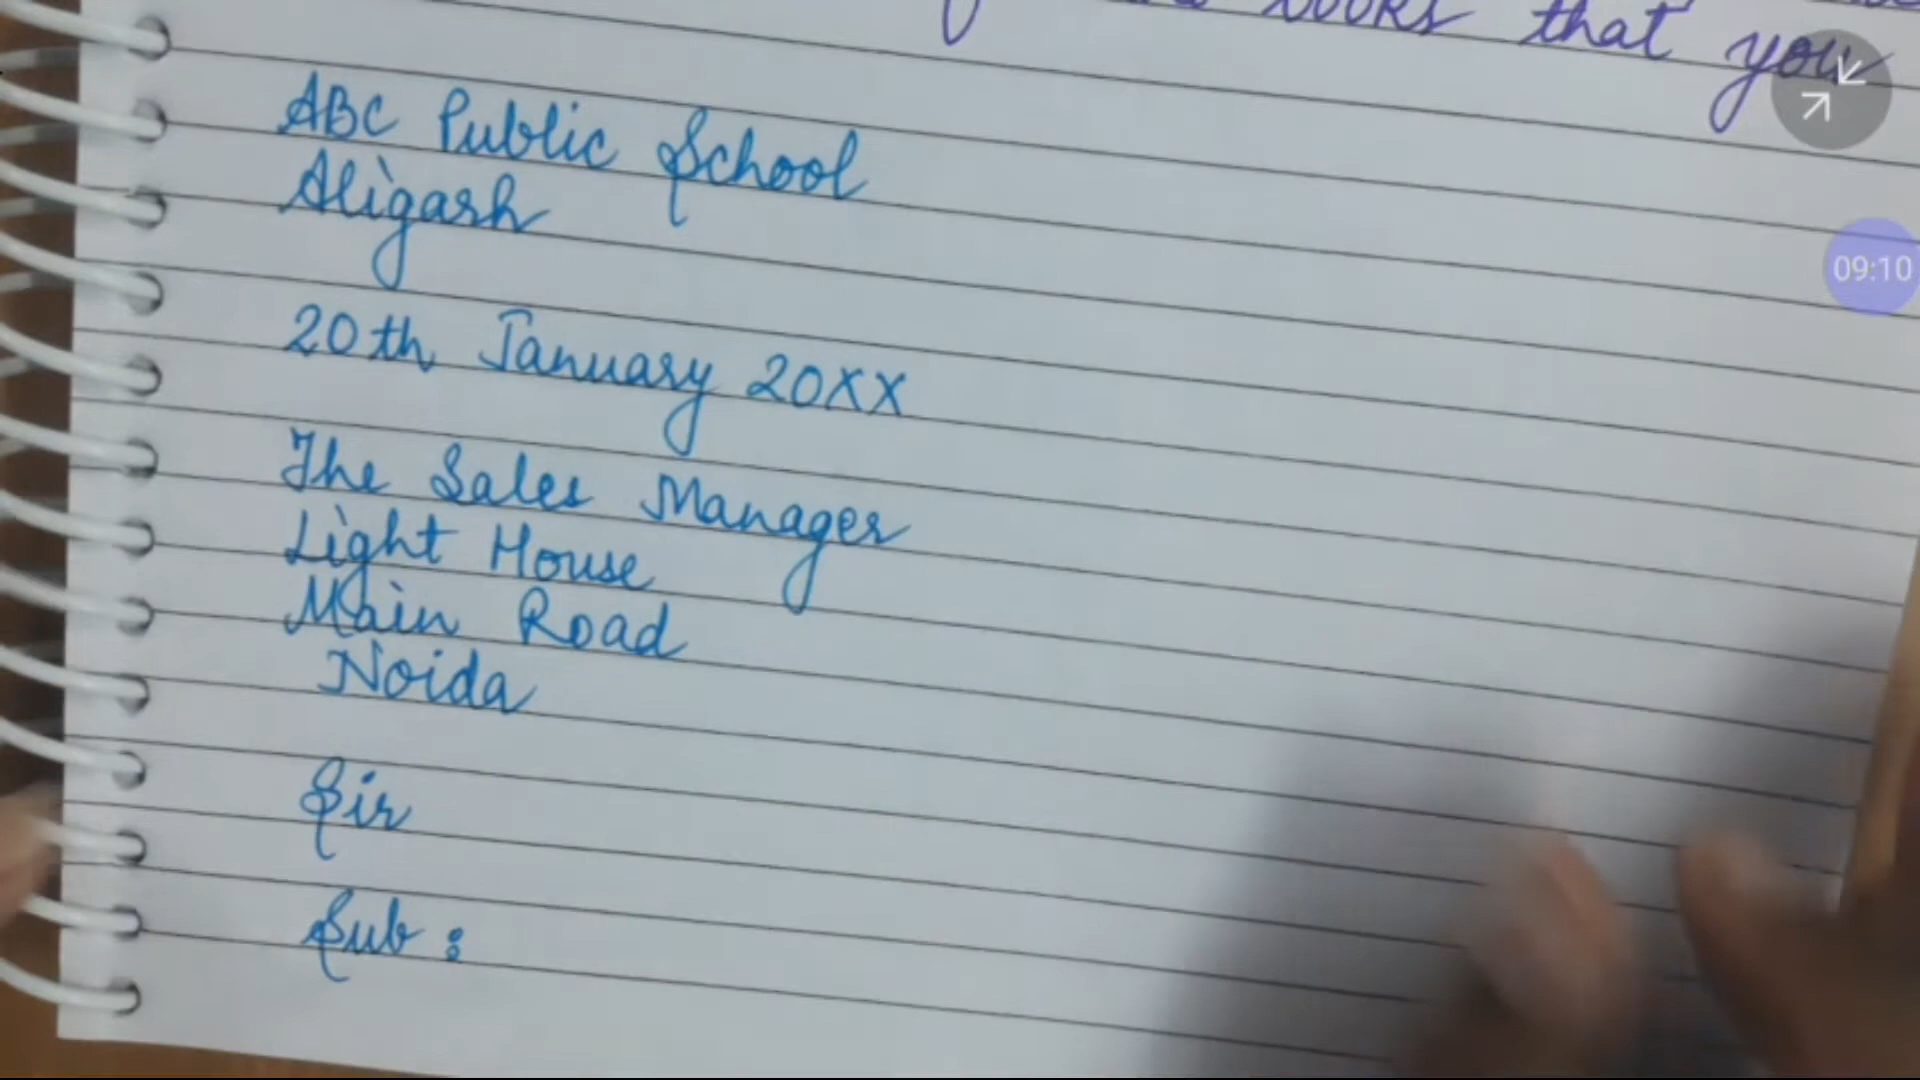 books that you
ABC Public School
Aligarh
20th January 20XX
The Sales Manager
Light House
Main Road
Noida
Sir
Sub :
09:10